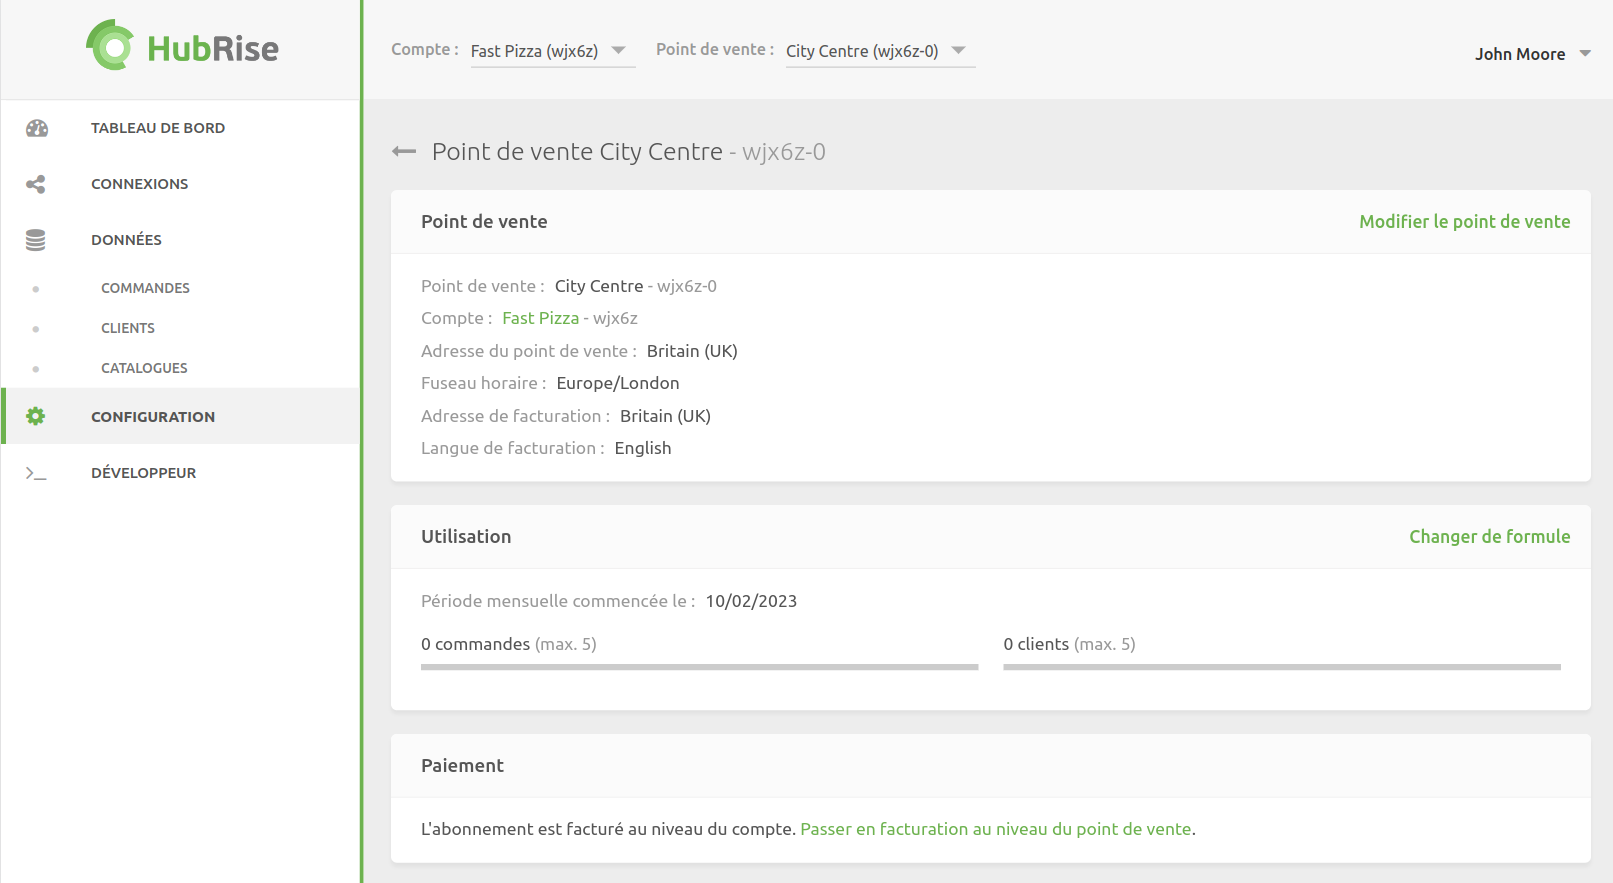 HubRise
Compte : Fast Pizza (wjx6z) Point de vente : City Centre (wjx6z-0)
John Moore
TABLEAU DE BORD
CONNEXIONS
DONNÉES
COMMANDES
CLIENTS
CATALOGUES
CONFIGURATION
DÉVELOPPEUR
Point de vente City Centre - wjx6z-0
Point de vente Modifier le point de vente
Point de vente : City Centre - wjx6z-0
Compte : Fast Pizza - wjx6z
Adresse du point de vente : Britain (UK)
Fuseau horaire : Europe/London
Adresse de facturation : Britain (UK)
Langue de facturation : English
Utilisation Changer de formule
Période mensuelle commencée le : 10/02/2023
0 commandes (max. 5) 0 clients (max. 5)
Paiement
L'abonnement est facturé au niveau du compte. Passer en facturation au niveau du point de vente.